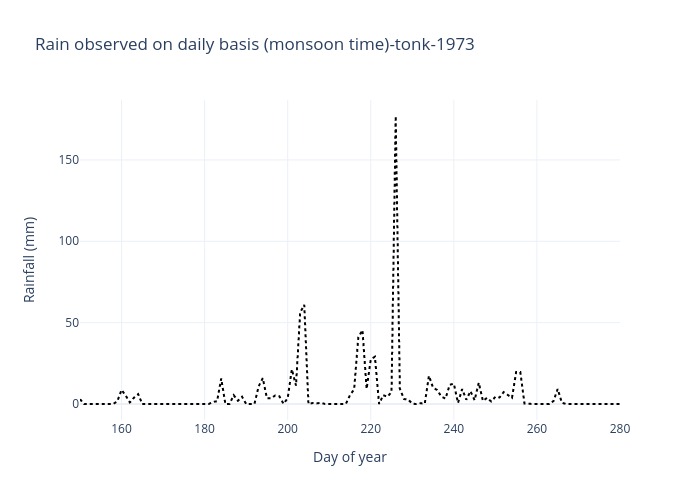 Rain observed on daily basis (monsoon time)-tonk-1973
Rainfall (mm)
150
100
50
0
160 180 200 220 240 260 280
Day of year